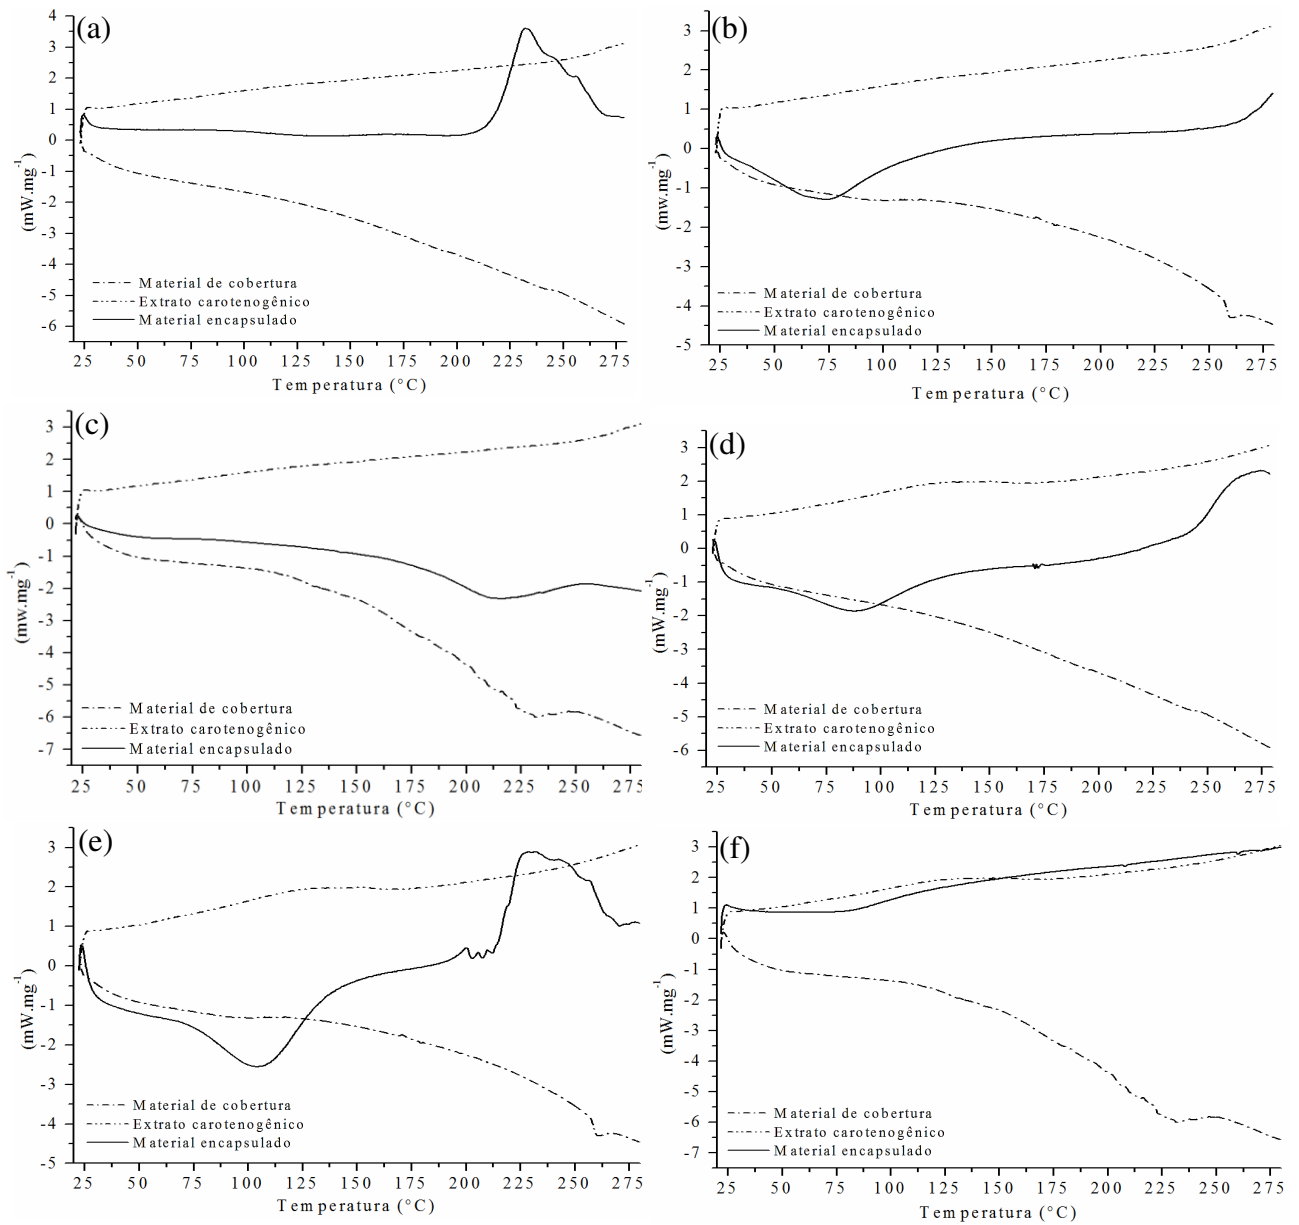 (a)
4
3
2
1
0
-1
-2
-3
-4
-5
-6
(mW.mg-1)
Material de cobertura
Extrato carotenogênico
Material encapsulado
25 50 75 100 125 150 175 200 225 250 275
Temperatura (°C)
(b)
3
2
1
0
-1
-2
-3
-4
-5
(mW.mg-1)
Material de cobertura
Extrato carotenogênico
Material encapsulado
25 50 75 100 125 150 175 200 225 250 275
Temperatura (°C)
(c)
3
2
1
0
-1
-2
-3
-4
-5
-6
-7
(mw.mg-1)
Material de cobertura
Extrato carotenogênico
Material encapsulado
25 50 75 100 125 150 175 200 225 250 275
Temperatura (°C)
(d)
3
2
1
0
-1
-2
-3
-4
-5
-6
(mW.mg-1)
Material de cobertura
Extrato carotenogênico
Material encapsulado
25 50 75 100 125 150 175 200 225 250 275
Temperatura (°C)
(e)
3
2
1
0
-1
-2
-3
-4
-5
(mW.mg-1)
Material de cobertura
Extrato carotenogênico
Material encapsulado
25 50 75 100 125 150 175 200 225 250 275
Temperatura (°C)
(f)
3
2
1
0
-1
-2
-3
-4
-5
-6
-7
(mW.mg-1)
Material de cobertura
Extrato carotenogênico
Material encapsulado
25 50 75 100 125 150 175 200 225 250 275
Temperatura (°C)